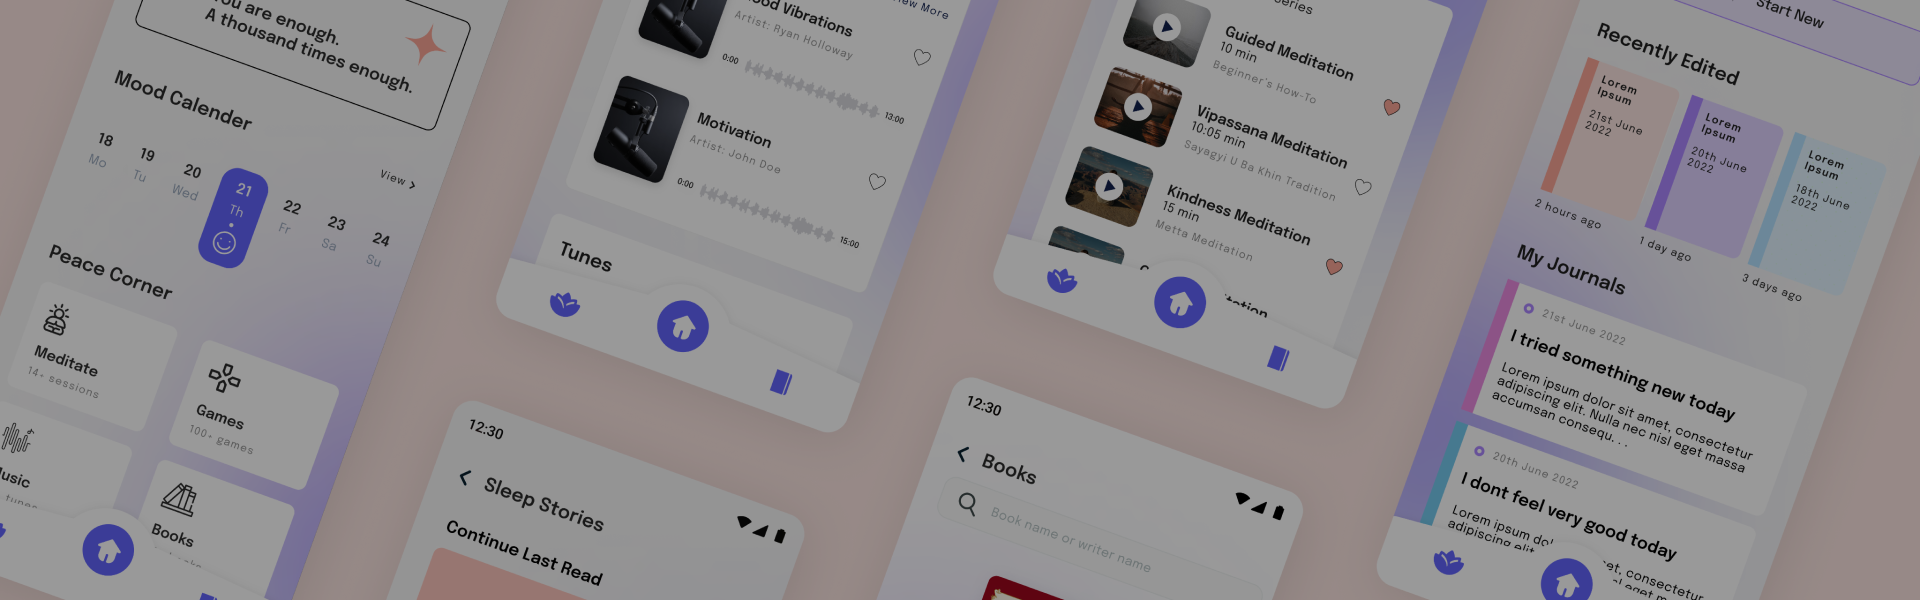 You are enough.
A thousand times enough.
Mood Calender
18
Mo
19
Tu
20
Wed
21
Th
22
Fr
23
Sa
24
Su
View
Peace Corner
Meditate
14+ sessions
Games
100+ games
Books
View More
Vibrations
Artist: Ryan Holloway
0:00
13:00
Motivation
Artist: John Doe
0:00
15:00
Tunes
12:30
Sleep Stories
Continue Last Read
Guided Meditation
10 min
Beginner's How-To
Vipassana Meditation
10:05 min
Sayagyi U Ba Khin Tradition
Kindness Meditation
15 min
Metta Meditation
12:30
Books
Book name or writer name
Start New
Recently Edited
Lorem
Ipsum
21st June
2022
2 hours ago
Lorem
Ipsum
20th June
2022
1 day ago
Lorem
Ipsum
18th June
2022
3 days ago
My Journals
21st June 2022
I tried something new today
Lorem ipsum dolor sit amet, consectetur
adipiscing elit. Nulla nec nisl eget massa
accumsan consequ. . .
20th June 2022
I dont feel very good today
Lorem ipsum dol et, consectetur
adipiscing elit eget massa